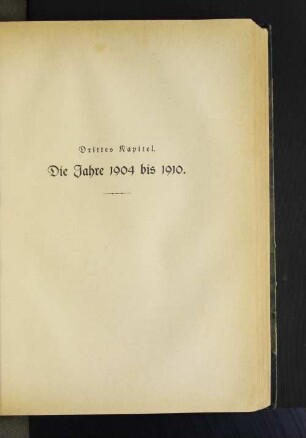 Drittes Kapitel.
Die Jahre 1904 bis 1910.